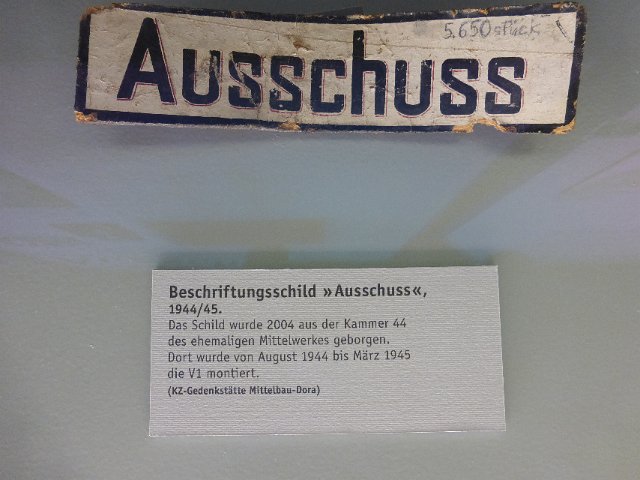 5.650 stück
Ausschuss
Beschriftungsschild »Ausschuss«,
1944/45.
Das Schild wurde 2004 aus der Kammer 44
des ehemaligen Mittelwerkes geborgen.
Dort wurde von August 1944 bis März 1945
die V1 montiert.
(KZ-Gedenkstätte Mittelbau-Dora)